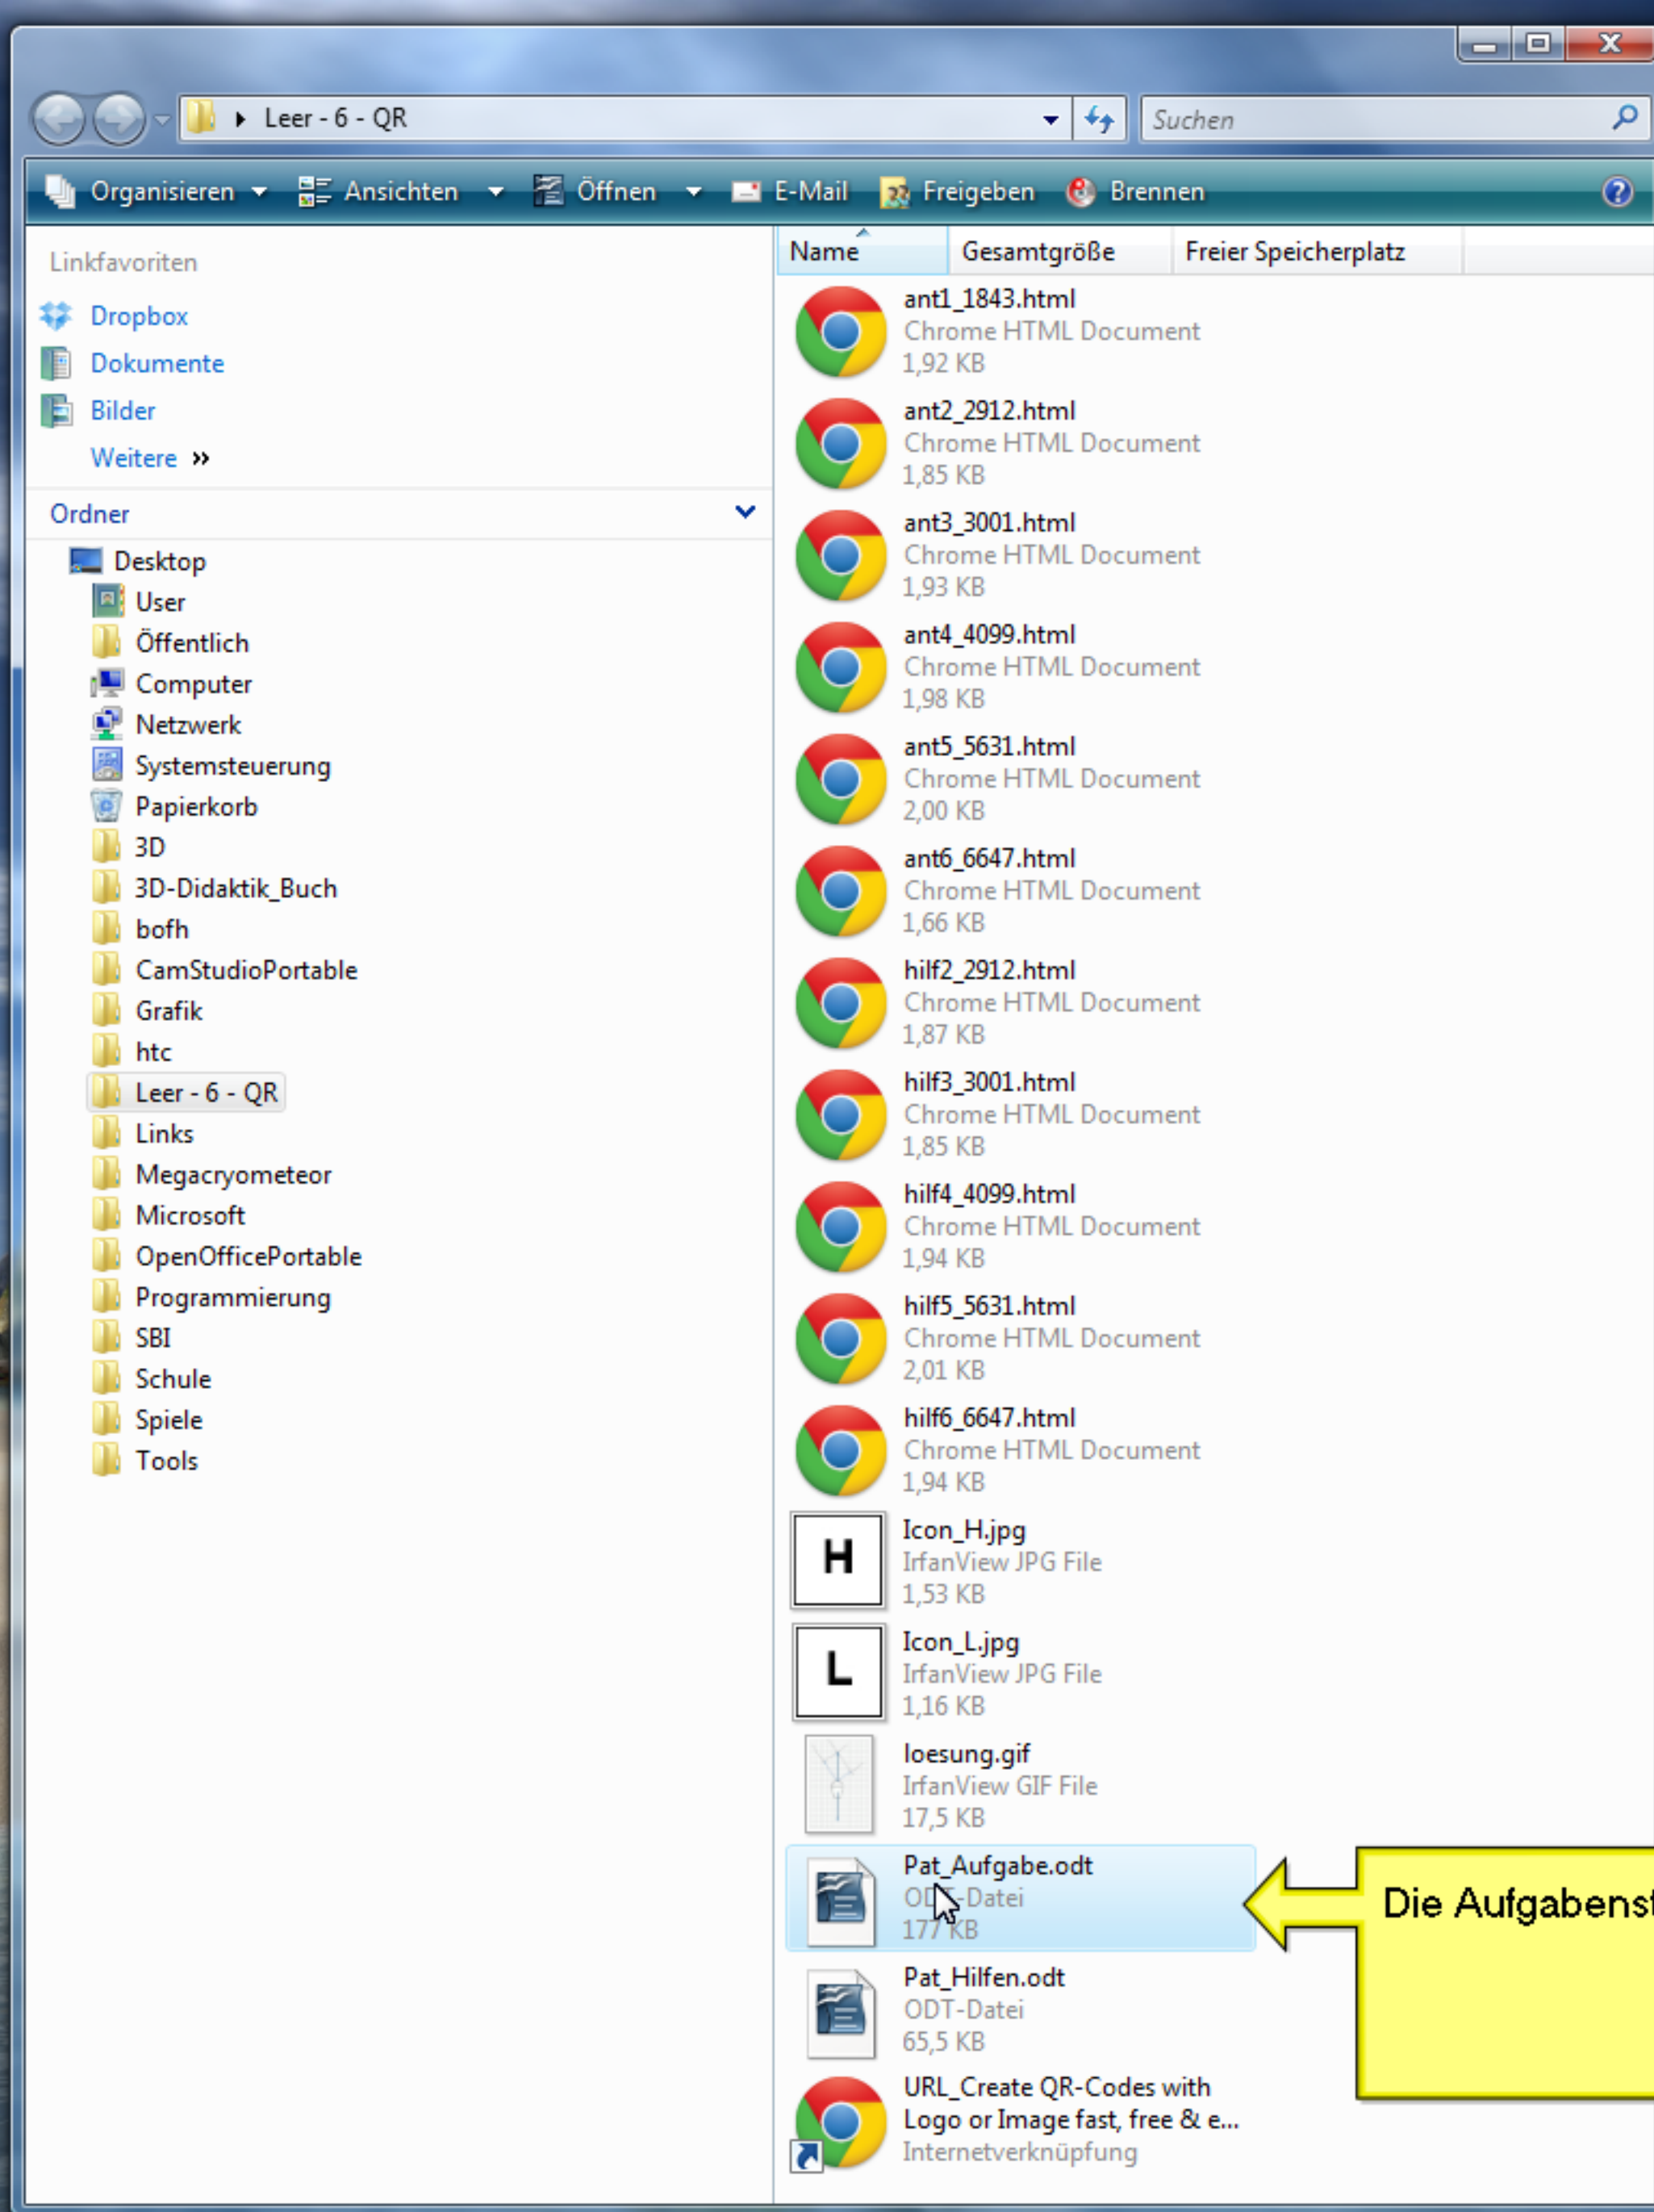 Leer - 6 - QR
Suchen
Organisieren
Ansichten
Öffnen
E-Mail
Freigeben
Brennen
Linkfavoriten
Dropbox
Dokumente
Bilder
Weitere »
Ordner
Desktop
User
Öffentlich
Computer
Netzwerk
Systemsteuerung
Papierkorb
3D
3D-Didaktik_Buch
bofh
CamStudioPortable
Grafik
htc
Leer - 6 - QR
Links
Megacryometeor
Microsoft
OpenOfficePortable
Programmierung
SBI
Schule
Spiele
Tools
Name
Gesamtgröße
Freier Speicherplatz
ant1_1843.html
Chrome HTML Document
1,92 KB
ant2_2912.html
Chrome HTML Document
1,85 KB
ant3_3001.html
Chrome HTML Document
1,93 KB
ant4_4099.html
Chrome HTML Document
1,98 KB
ant5_5631.html
Chrome HTML Document
2,00 KB
ant6_6647.html
Chrome HTML Document
1,66 KB
hilf2_2912.html
Chrome HTML Document
1,87 KB
hilf3_3001.html
Chrome HTML Document
1,85 KB
hilf4_4099.html
Chrome HTML Document
1,94 KB
hilf5_5631.html
Chrome HTML Document
2,01 KB
hilf6_6647.html
Chrome HTML Document
1,94 KB
H
Icon_H.jpg
IrfanView JPG File
1,53 KB
L
Icon_L.jpg
IrfanView JPG File
1,16 KB
loesung.gif
IrfanView GIF File
17,5 KB
Pat_Aufgabe.odt
ODT-Datei
177 KB
Die Aufgabenst
Pat_Hilfen.odt
ODT-Datei
65,5 KB
URL_Create QR-Codes with
Logo or Image fast, free & e...
Internetverknüpfung